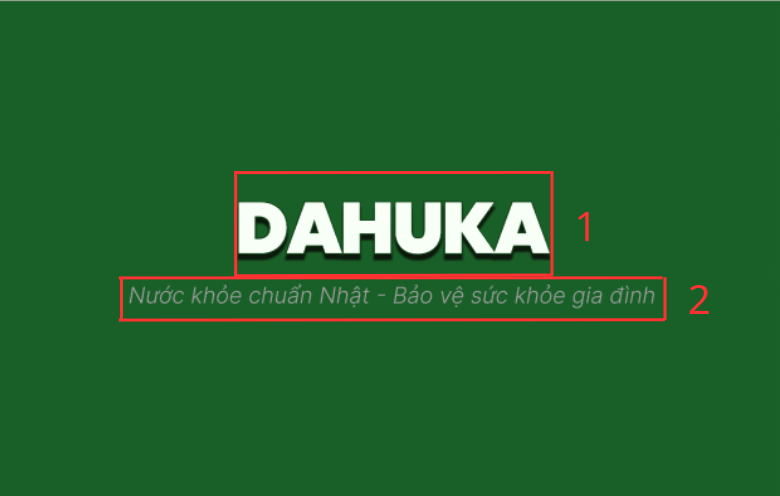 DAHUKA 1
Nước khỏe chuẩn Nhật - Bảo vệ sức khỏe gia đình 2